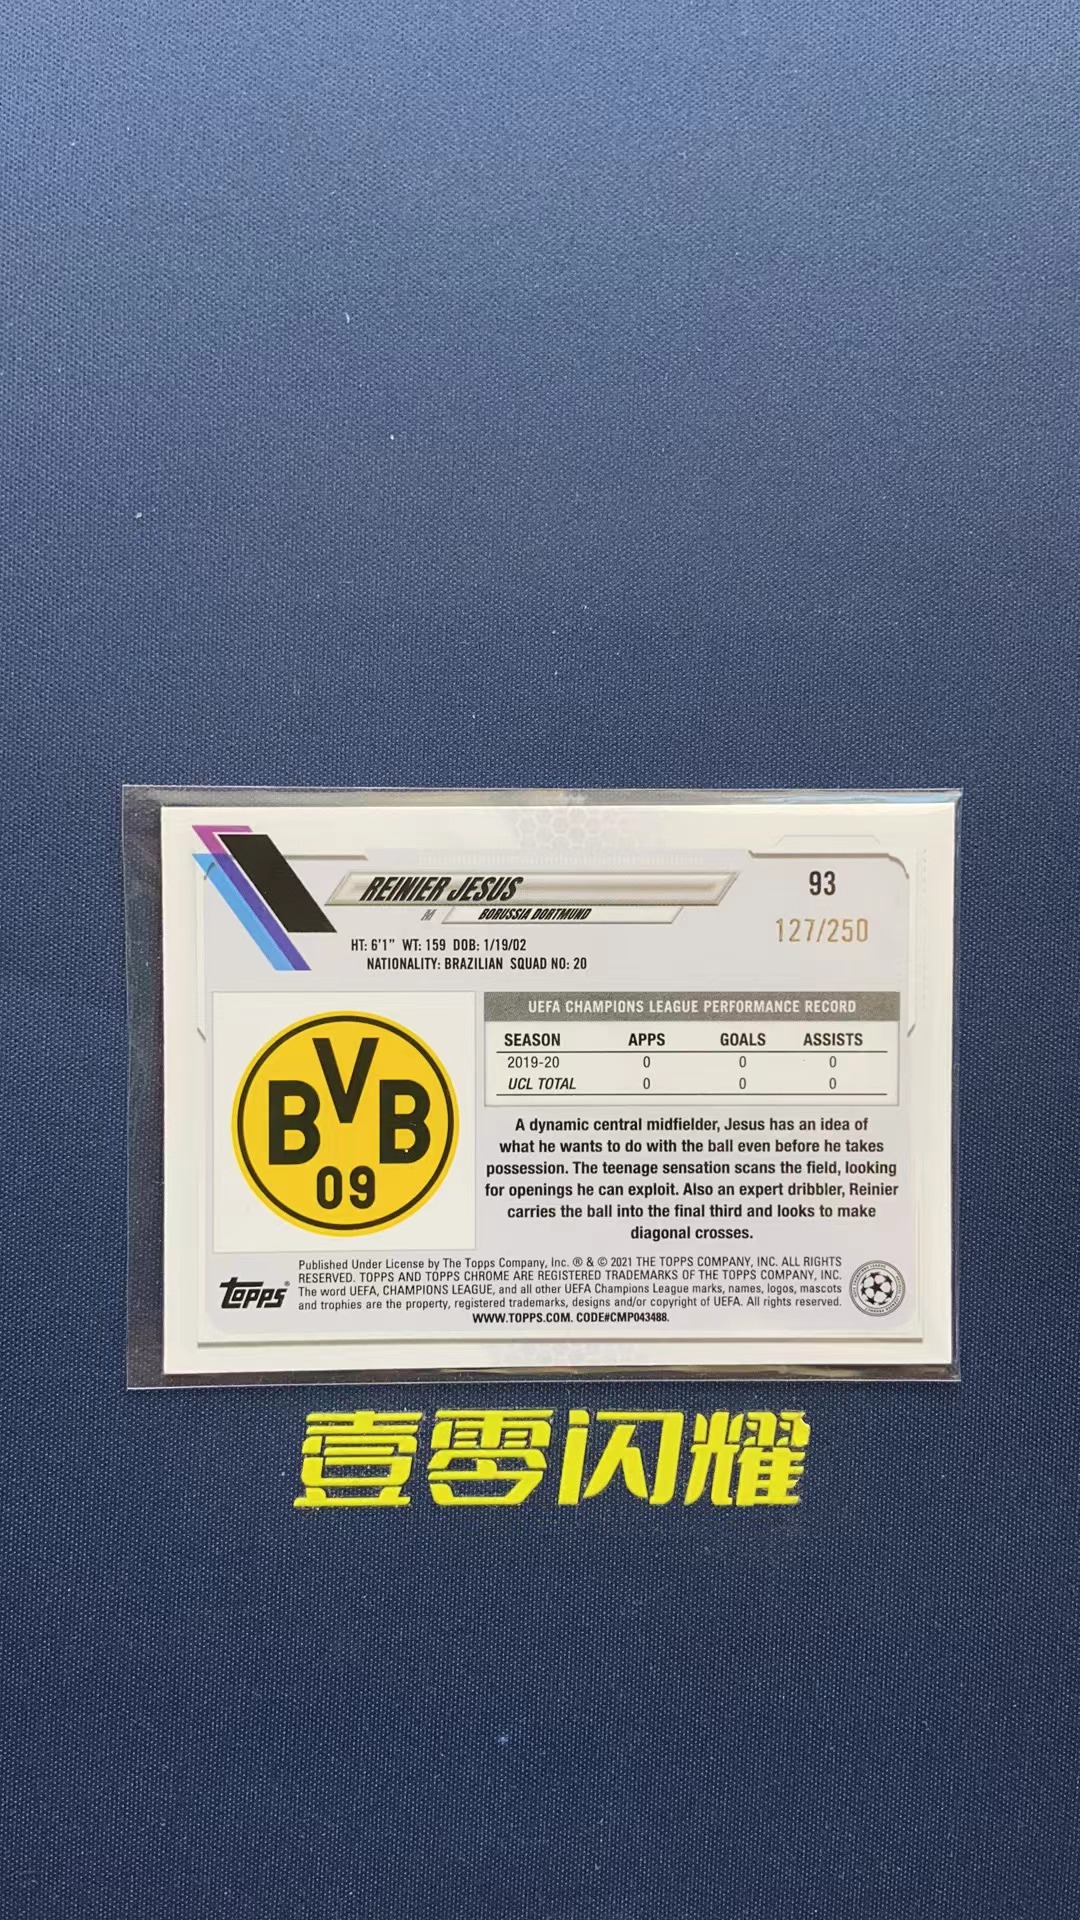 REINIER JESUS
93
M BORUSSIA DORTMUND
127/250
HT: 6'1" WT: 159 DOB: 1/19/02
NATIONALITY: BRAZILIAN SQUAD NO: 20
UEFA CHAMPIONS LEAGUE PERFORMANCE RECORD
SEASON APPS GOALS ASSISTS
2019-20 0 0 0
UCL TOTAL 0 0 0
BVB
09
A dynamic central midfielder, Jesus has an idea of
what he wants to do with the ball even before he takes
possession. The teenage sensation scans the field, looking
for openings he can exploit. Also an expert dribbler, Reinier
carries the ball into the final third and looks to make
diagonal crosses.
topps®
Published Under License by The Topps Company, Inc. ® & © 2021 THE TOPPS COMPANY, INC. ALL RIGHTS
RESERVED. TOPPS AND TOPPS CHROME ARE REGISTERED TRADEMARKS OF THE TOPPS COMPANY, INC.
The word UEFA, CHAMPIONS LEAGUE, and all other UEFA Champions League marks, names, logos, mascots
and trophies are the property, registered trademarks, designs and/or copyright of UEFA. All rights reserved.
WWW.TOPPS.COM. CODE#CMP043488.
壹零闪耀